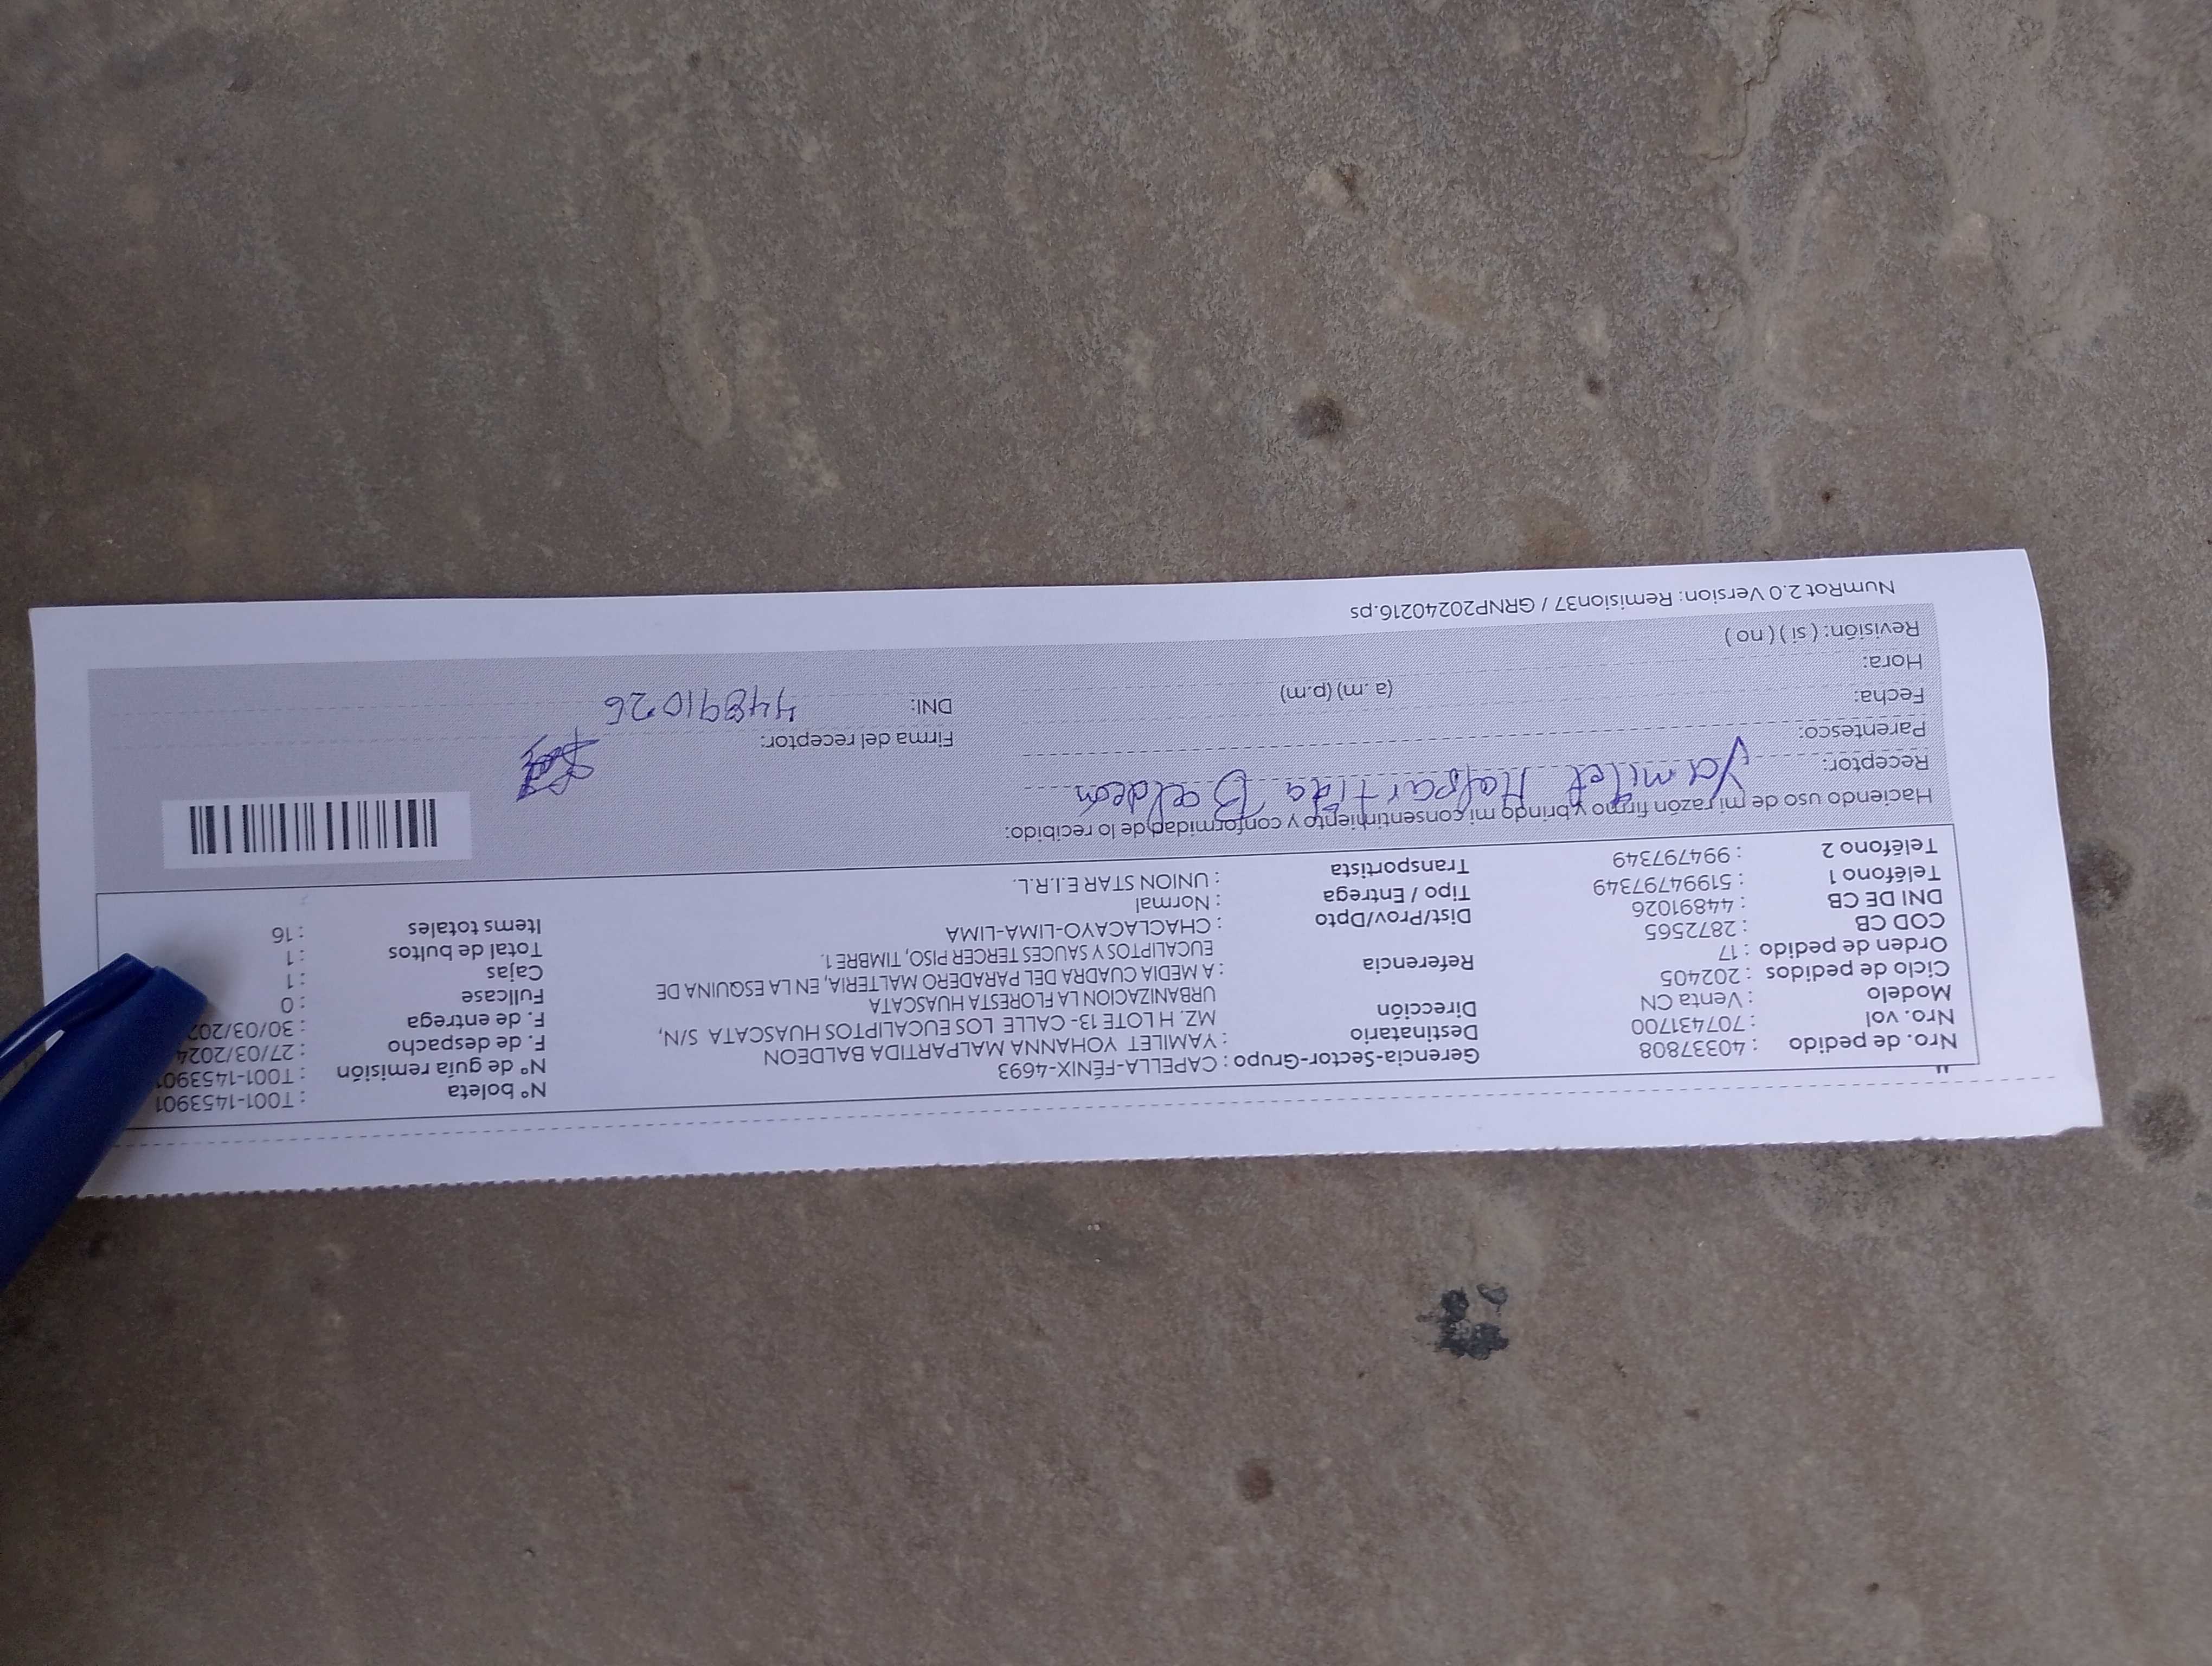 Nro. de pedido : 40337808 Gerencia-Sector-Grupo : CAPELLA-FÉNIX-4693 N° boleta : T001-1453901
Nro. vol : 707431700 Destinatario : YAMILET YOHANNA MALPARTIDA BALDEON N° de guía remisión : T001-1453901
Modelo : Venta CN Dirección MZ. H LOTE 13- CALLE LOS EUCALIPTOS HUASCATA S/N, F. de despacho : 27/03/2024
Ciclo de pedidos : 202405 URBANIZACION LA FLORESTA HUASCATA F. de entrega : 30/03/202
Orden de pedido : 17 Referencia : A MEDIA CUADRA DEL PARADERO MALTERIA, EN LA ESQUINA DE Fullcase : 0
COD CB : 2872565 EUCALIPTOS Y SAUCES TERCER PISO, TIMBRE 1. Cajas : 1
DNI DE CB : 44891026 Dist/Prov/Dpto : CHACLACAYO-LIMA-LIMA Total de bultos : 1
Teléfono 1 : 51994797349 Tipo / Entrega : Normal Items totales : 16
Teléfono 2 : 994797349 Transportista : UNION STAR E.I.R.L.
Haciendo uso de mi razón firmo y brindo mi consentimiento y conformidad de lo recibido:
Receptor: Yamilet Malpartida Baldeón
Parentesco: Firma del receptor:
Fecha: DNI: 44891026
Hora: (a. m) (p.m)
Revisión: ( si ) ( no )
NumRot 2.0 Version: Remision37 / GRNP20240216.ps